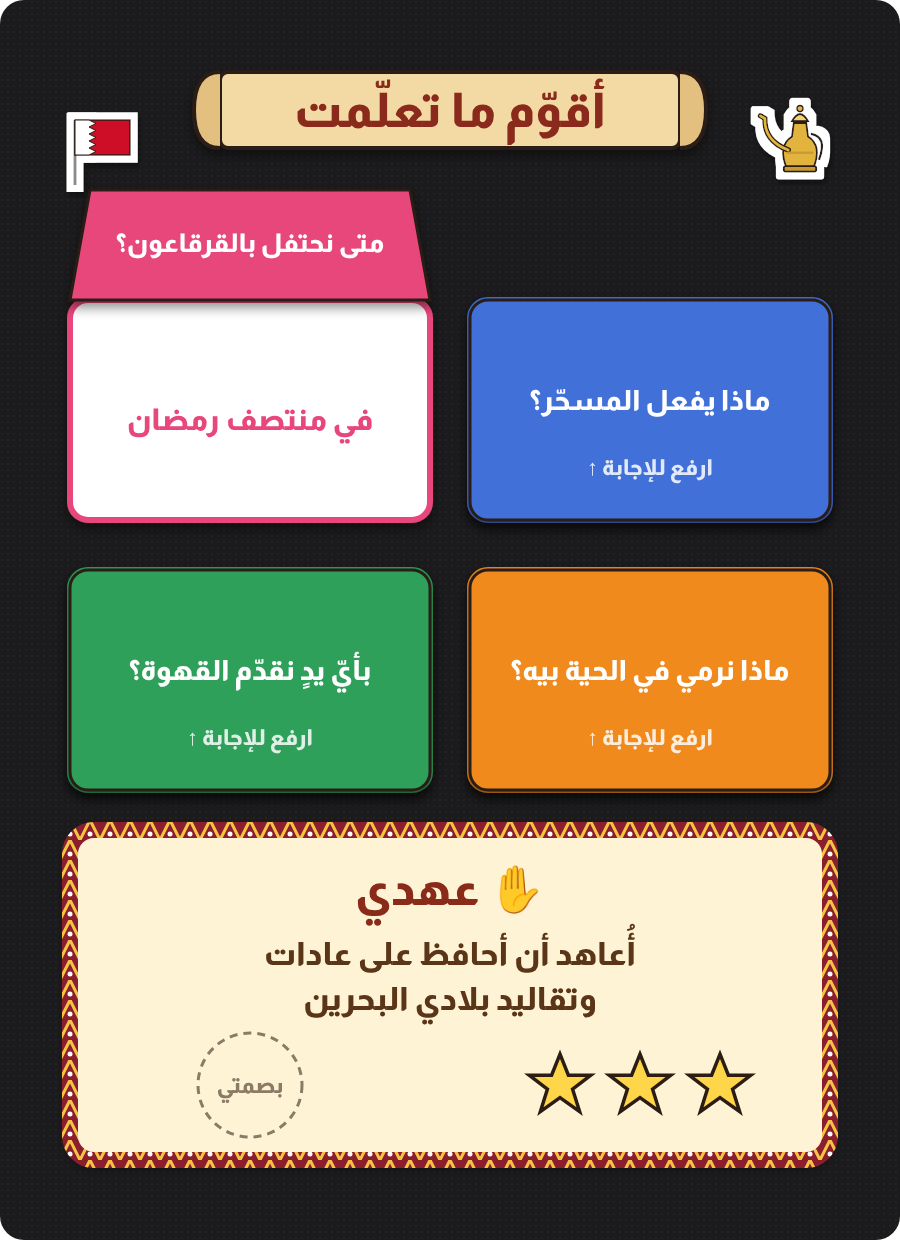 أقوّم ما تعلّمت
متى نحتفل بالقرقاعون؟
في منتصف رمضان
ماذا يفعل المسحّر؟
ارفع للإجابة ↑
ماذا نرمي في الحية بيه؟
ارفع للإجابة ↑
بأيّ يدٍ نقدّم القهوة؟
ارفع للإجابة ↑
✋ عهدي
أُعاهد أن أحافظ على عادات
وتقاليد بلادي البحرين
بصمتي